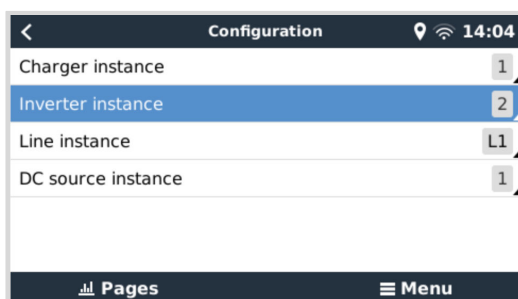 Configuration 14:04
Charger instance 1
Inverter instance 2
Line instance L1
DC source instance 1
Pages Menu